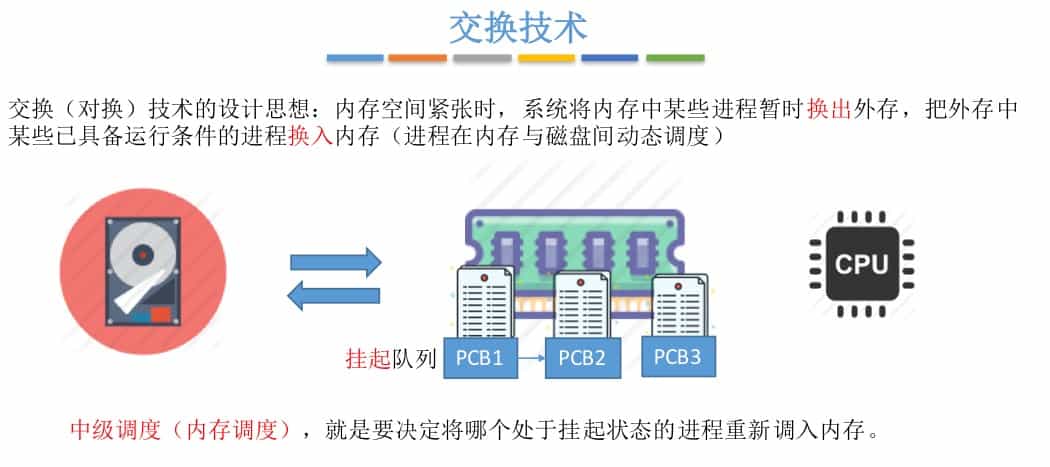 交换技术
交换（对换）技术的设计思想：内存空间紧张时，系统将内存中某些进程暂时换出外存，把外存中
某些已具备运行条件的进程换入内存（进程在内存与磁盘间动态调度）
CPU
挂起队列 PCB1 PCB2 PCB3
中级调度（内存调度），就是要决定将哪个处于挂起状态的进程重新调入内存。